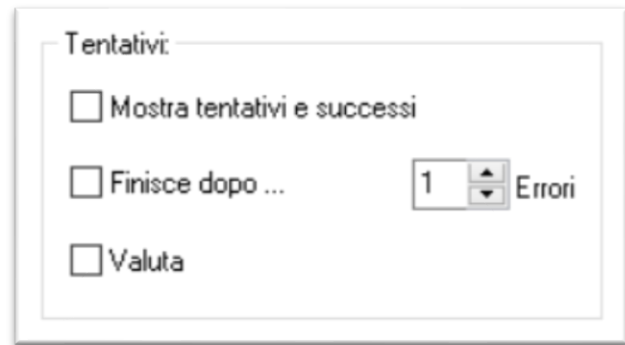 Tentativi:
Mostra tentativi e successi
Finisce dopo ... 1 Errori
Valuta